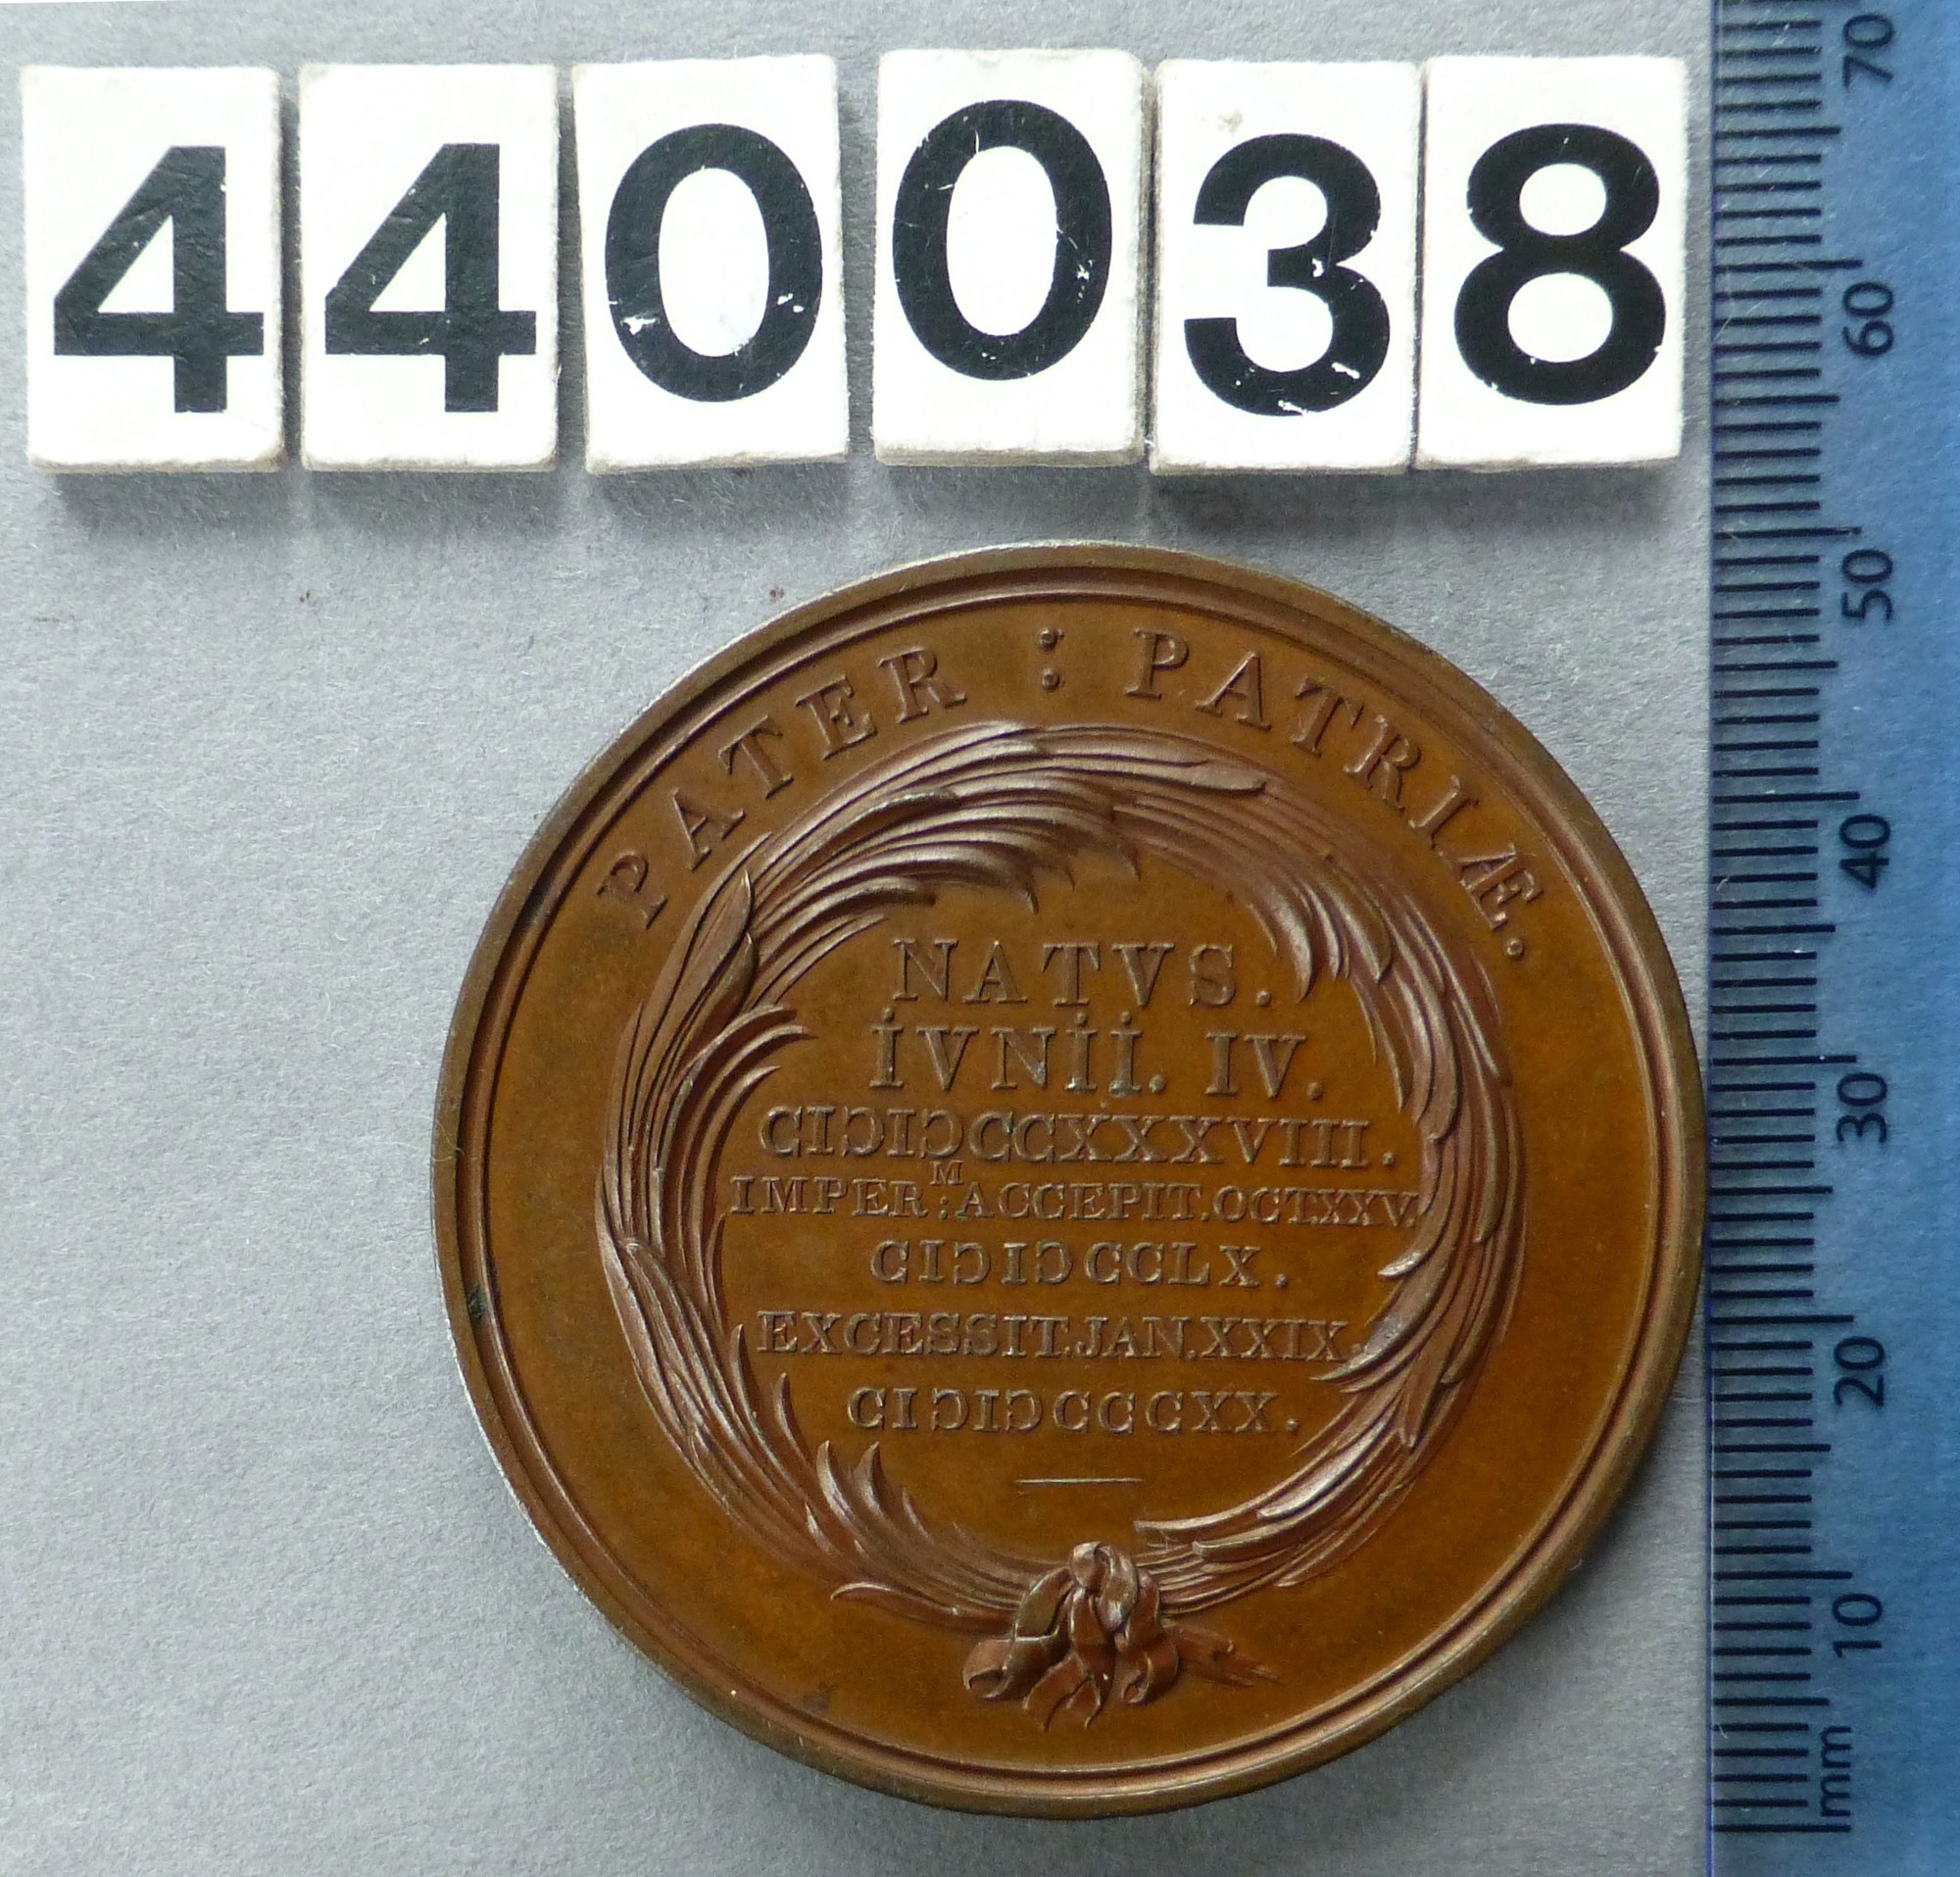 440038
PATER : PATRIÆ.
NATVS.
iVNii. IV.
CIƆIƆCCXXXVIII.
IMPER:M ACCEPIT.OCT.XXV.
CIƆIƆCCLX.
EXCESSIT.JAN.XXIX.
CIƆIƆCCCXX.
70
60
50
40
30
20
10
mm